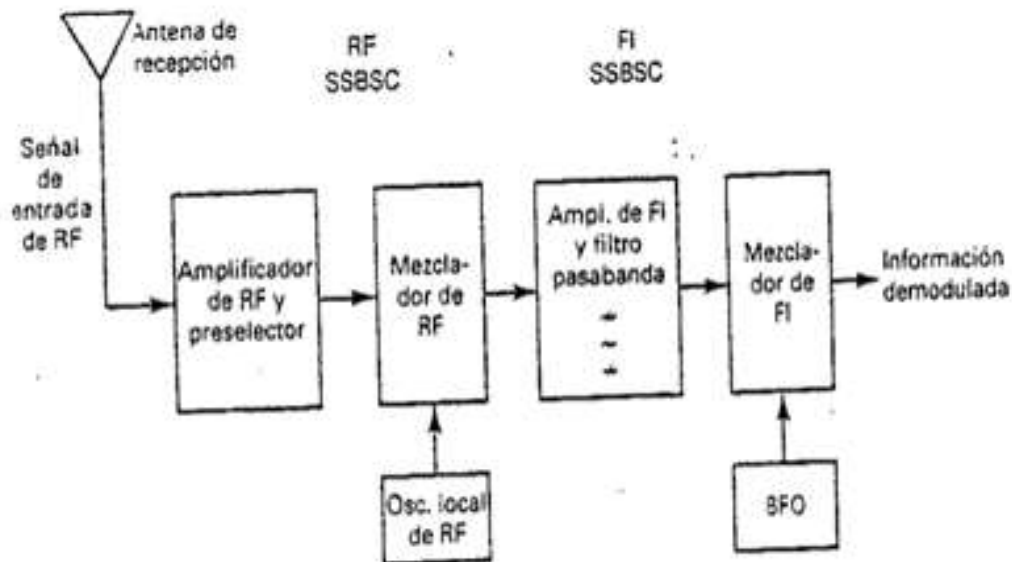 Antena de
recepción
RF
SSBSC
FI
SSBSC
Señal
de
entrada
de RF
Amplificador
de RF y
preselector
Mezcla-
dor de
RF
Ampl. de FI
y filtro
pasabanda
Mezcla-
dor de
FI
Información
demodulada
Osc. local
de RF
BFO